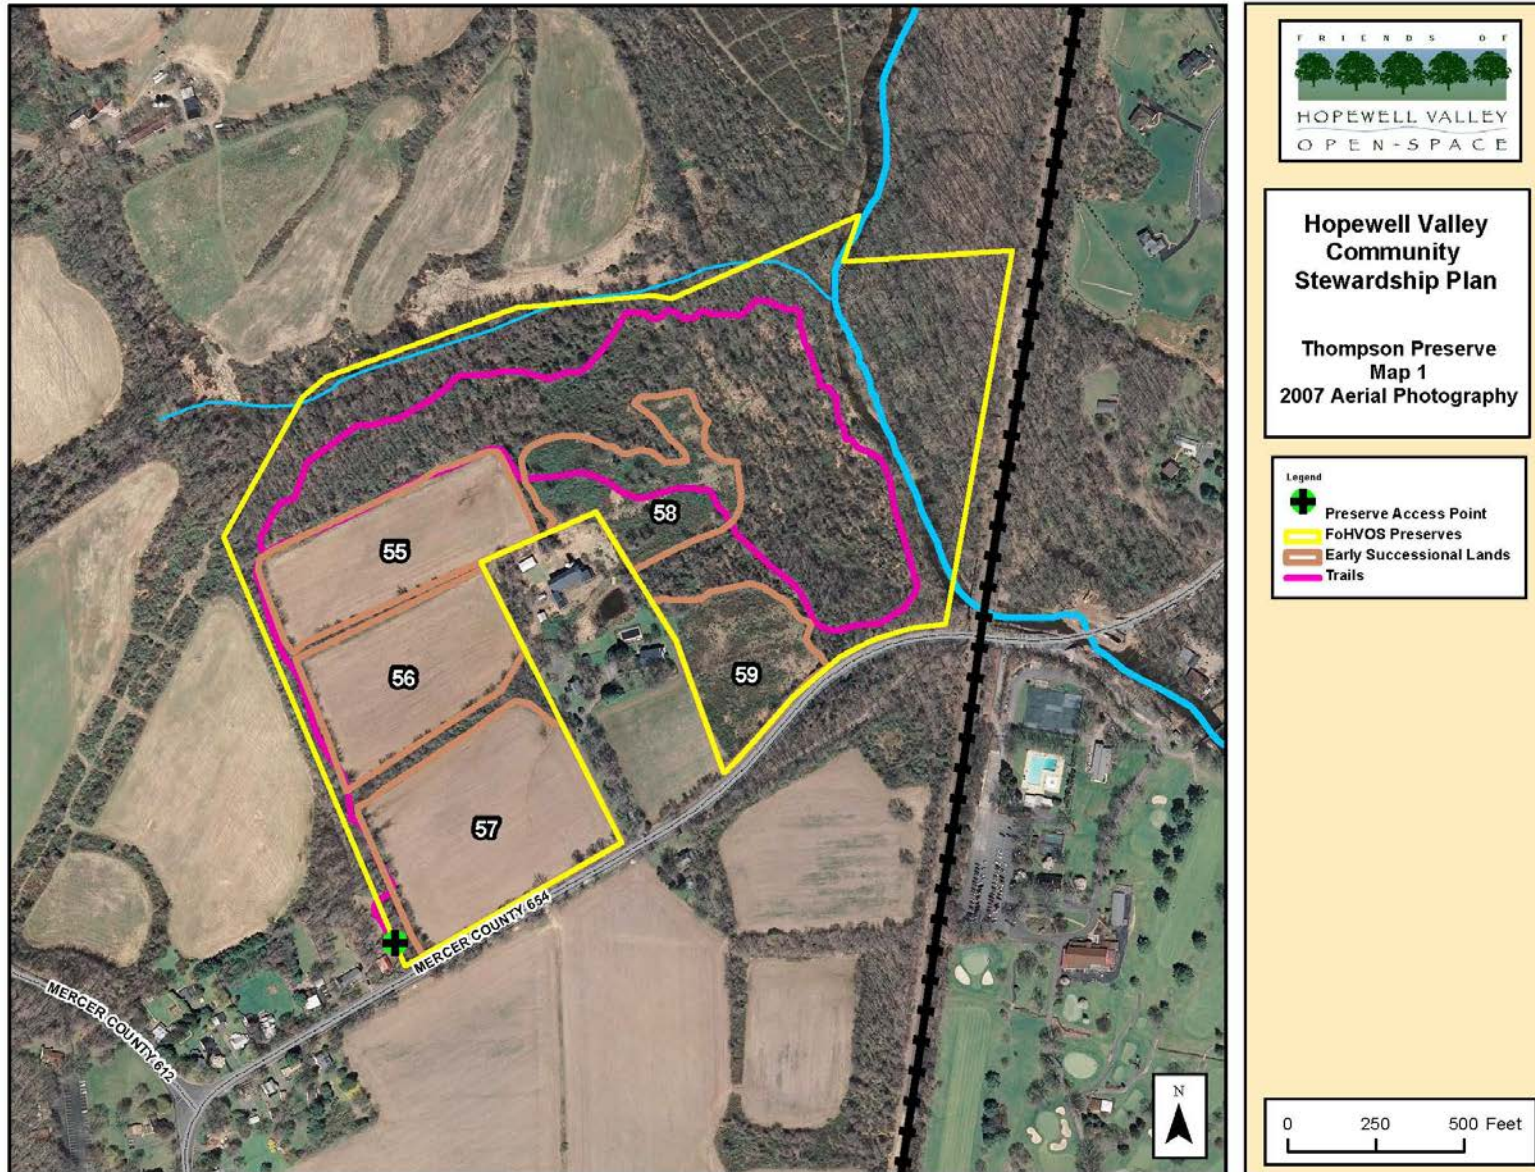 FRIENDS OF
HOPEWELL VALLEY
OPEN-SPACE
Hopewell Valley
Community
Stewardship Plan
Thompson Preserve
Map 1
2007 Aerial Photography
Legend
Preserve Access Point
FoHVOS Preserves
Early Successional Lands
Trails
58
55
56
59
57
MERCER COUNTY 654
MERCER COUNTY 612
N
0 250 500 Feet